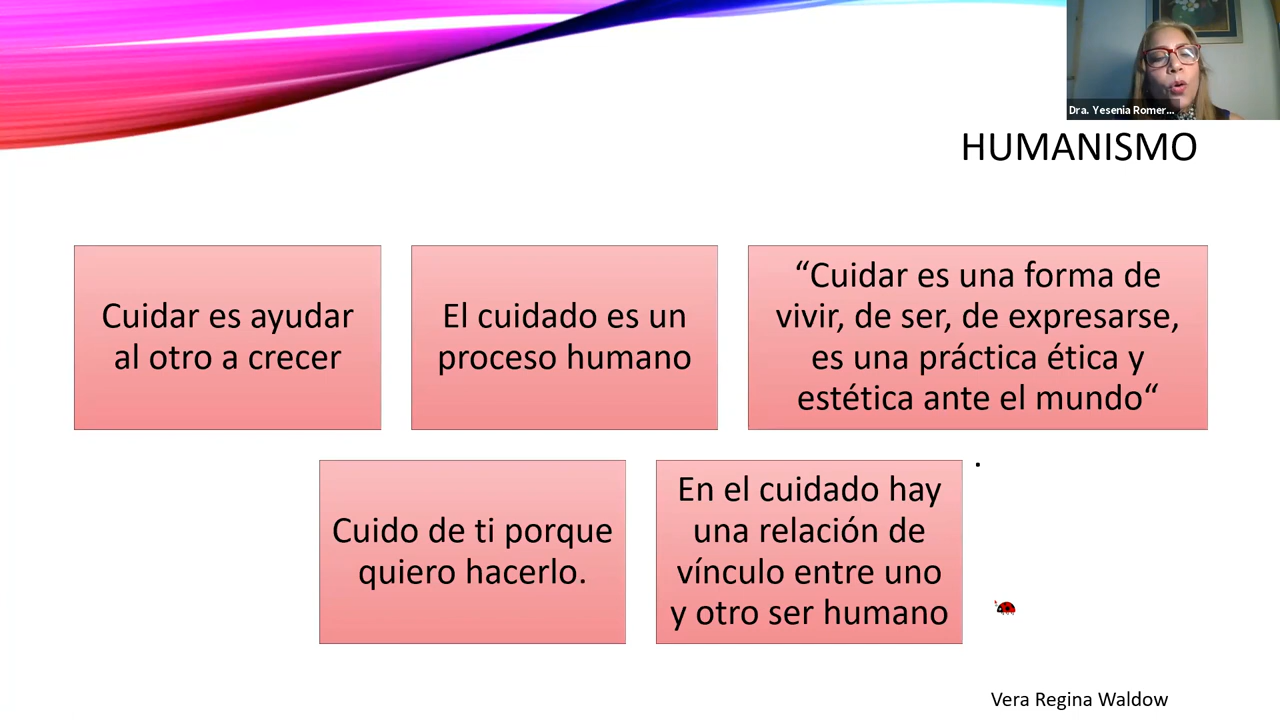 Dra. Yesenia Romer...
HUMANISMO
Cuidar es ayudar
al otro a crecer
El cuidado es un
proceso humano
“Cuidar es una forma de
vivir, de ser, de expresarse,
es una práctica ética y
estética ante el mundo“
.
Cuido de ti porque
quiero hacerlo.
En el cuidado hay
una relación de
vínculo entre uno
y otro ser humano
Vera Regina Waldow